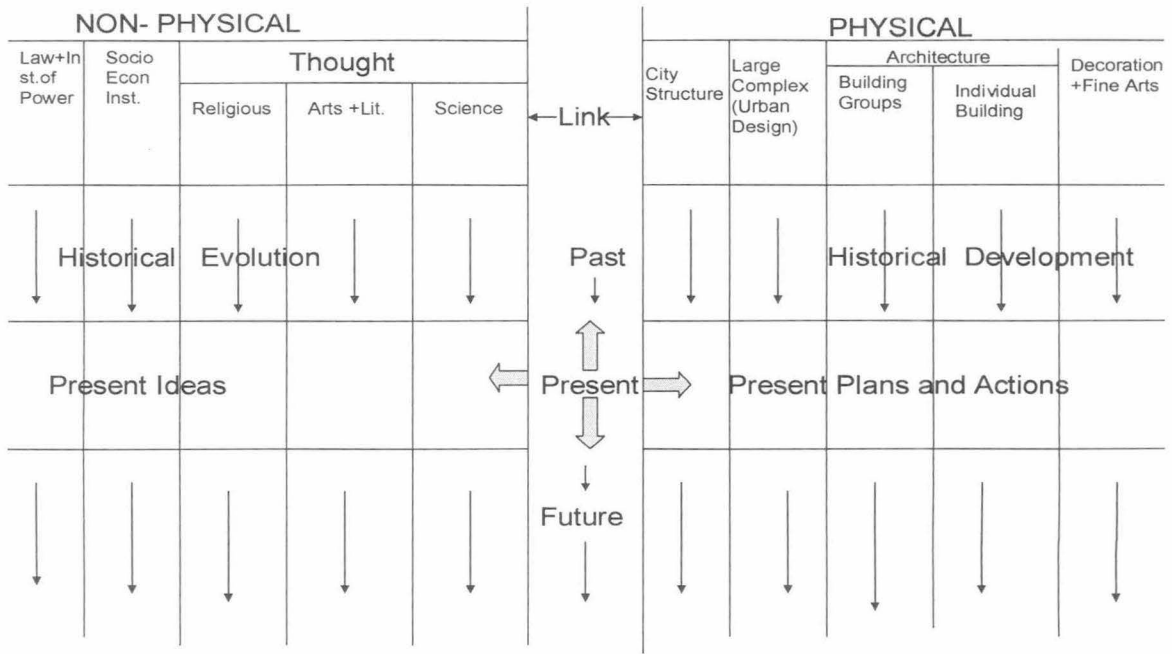 NON- PHYSICAL
PHYSICAL
Law+In
st.of
Power
Socio
Econ
Inst.
Thought
Religious
Arts +Lit.
Science
Link
City
Structure
Large
Complex
(Urban
Design)
Architecture
Building
Groups
Individual
Building
Decoration
+Fine Arts
Historical Evolution
Past
Historical Development
Present Ideas
Present
Present Plans and Actions
Future